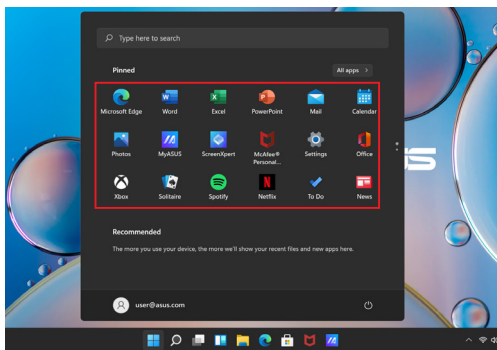 Type here to search
Pinned
All apps >
Microsoft Edge
Word
Excel
PowerPoint
Mail
Calendar
Photos
MyASUS
ScreenXpert
McAfee®
Personal...
Settings
Office
Xbox
Solitaire
Spotify
Netflix
To Do
News
Recommended
The more you use your device, the more we'll show your recent files and new apps here.
user@asus.com